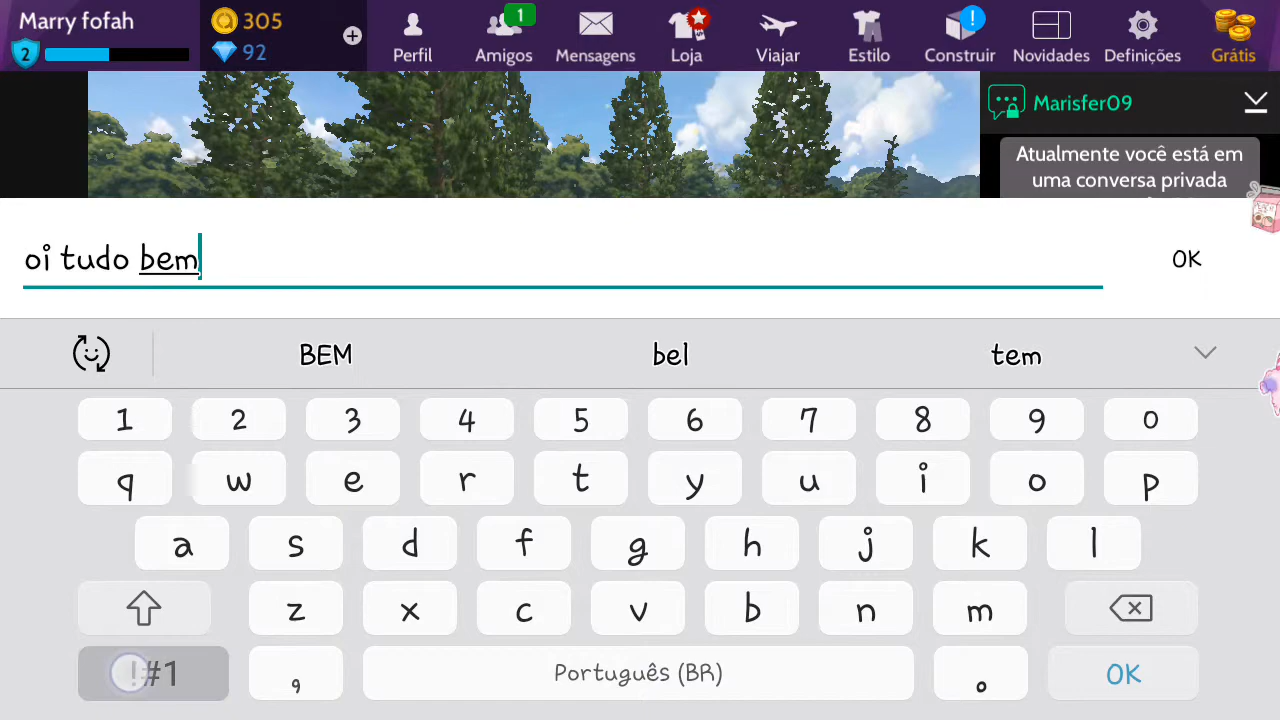 Marry fofah
2
305
92
Perfil
1
Amigos
Mensagens
Loja
Viajar
Estilo
!
Construir
Novidades
Definições
Grátis
Marisfer09
Atualmente você está em
uma conversa privada
oi tudo bem
OK
BEM bel tem
1 2 3 4 5 6 7 8 9 0
q w e r t y u i o p
a s d f g h j k l
z x c v b n m
!#1 , Português (BR) . OK